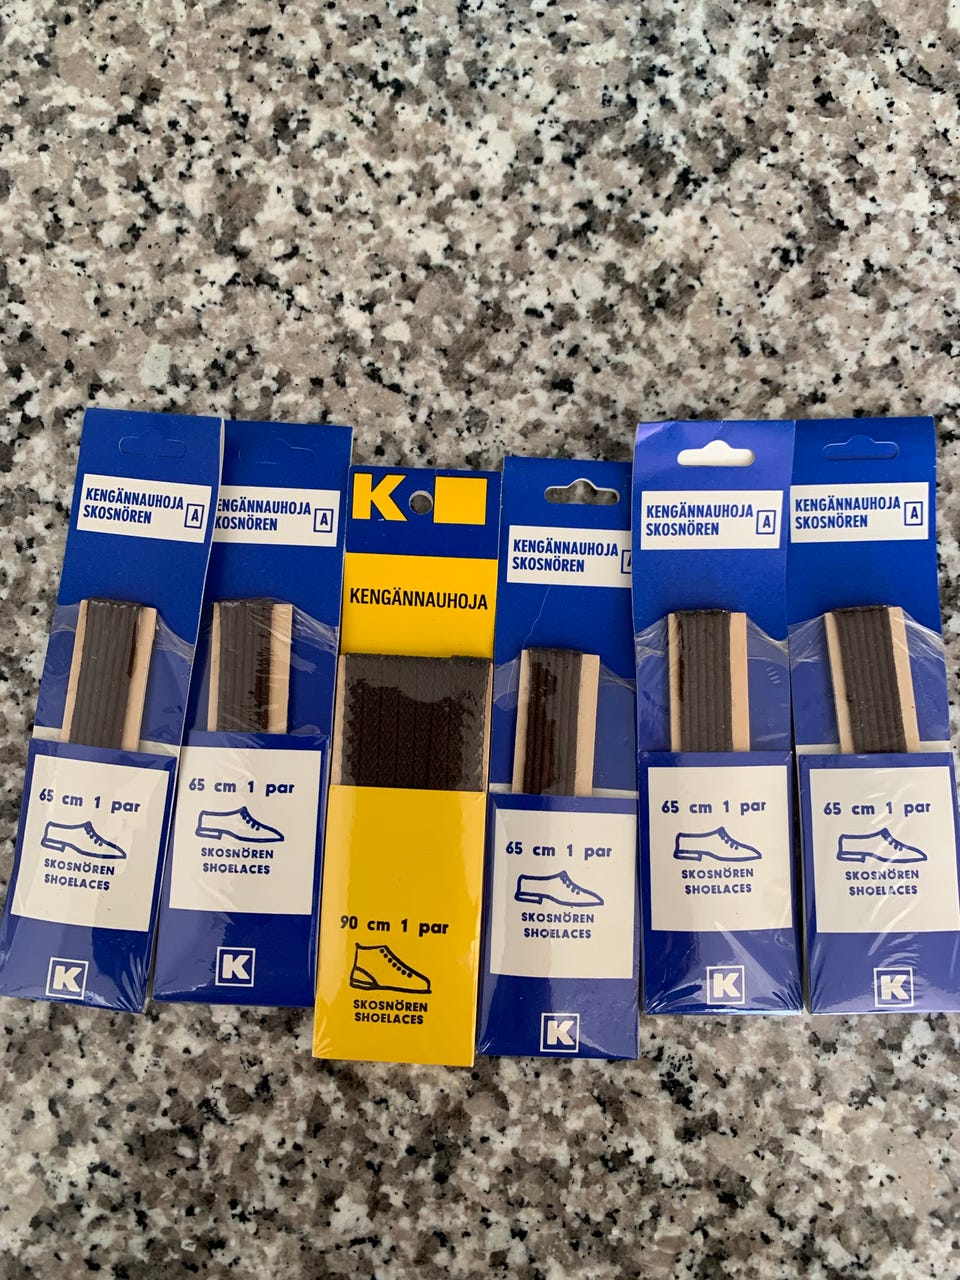 KENGÄNNAUHOJA
SKOSNÖREN
A
65 cm 1 par
SKOSNÖREN
SHOELACES
K
KENGÄNNAUHOJA
SKOSNÖREN
A
65 cm 1 par
SKOSNÖREN
SHOELACES
K
K
KENGÄNNAUHOJA
90 cm 1 par
SKOSNÖREN
SHOELACES
KENGÄNNAUHOJA
SKOSNÖREN
A
65 cm 1 par
SKOSNÖREN
SHOELACES
K
KENGÄNNAUHOJA
SKOSNÖREN
A
65 cm 1 par
SKOSNÖREN
SHOELACES
K
KENGÄNNAUHOJA
SKOSNÖREN
A
65 cm 1 par
SKOSNÖREN
SHOELACES
K